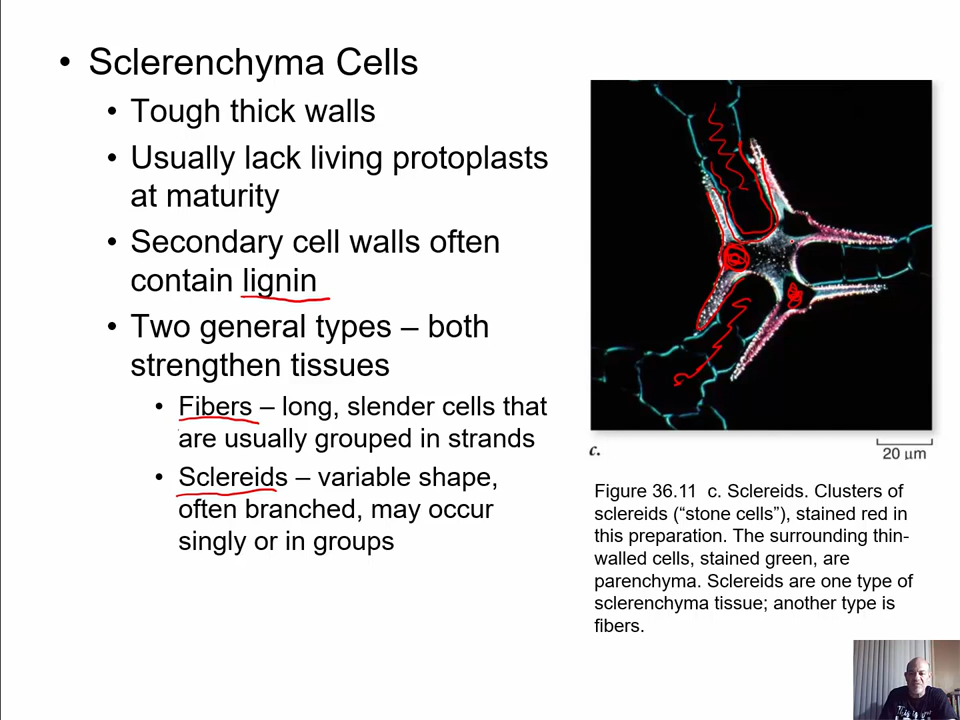 • Sclerenchyma Cells
• Tough thick walls
• Usually lack living protoplasts
at maturity
• Secondary cell walls often
contain lignin
• Two general types – both
strengthen tissues
• Fibers – long, slender cells that
are usually grouped in strands
• Sclereids – variable shape,
often branched, may occur
singly or in groups
c.
20 µm
Figure 36.11 c. Sclereids. Clusters of
sclereids (“stone cells”), stained red in
this preparation. The surrounding thin-
walled cells, stained green, are
parenchyma. Sclereids are one type of
sclerenchyma tissue; another type is
fibers.